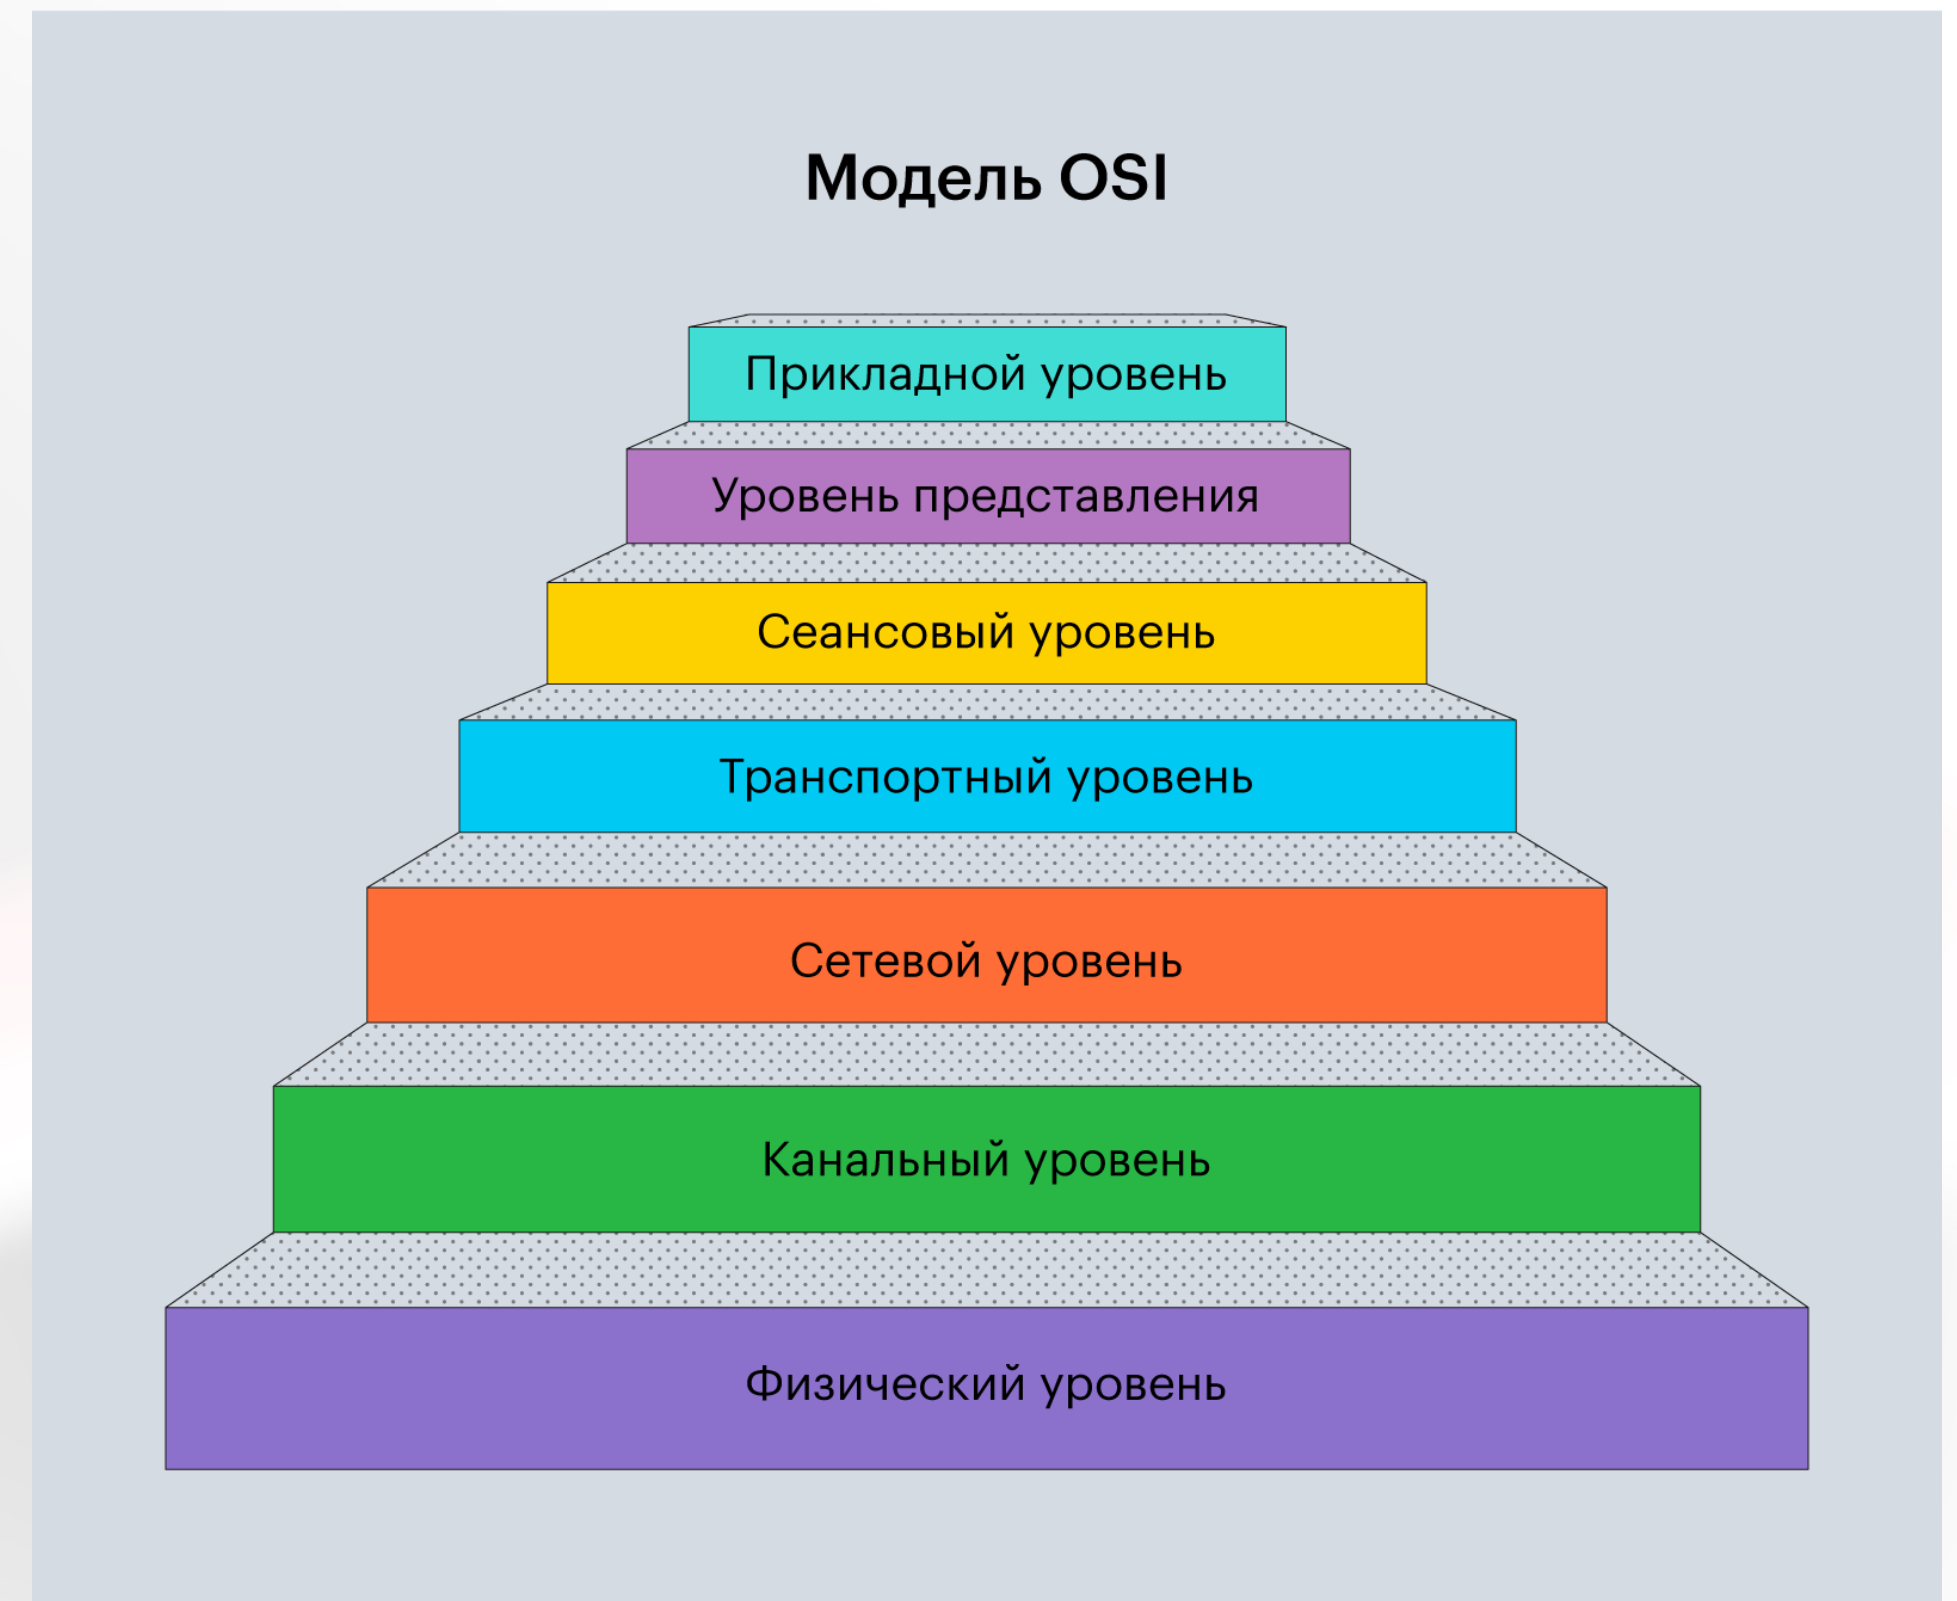 Модель OSI
Прикладной уровень
Уровень представления
Сеансовый уровень
Транспортный уровень
Сетевой уровень
Канальный уровень
Физический уровень